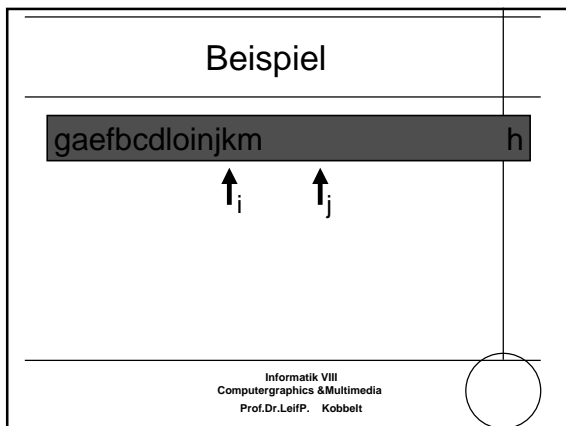 Beispiel
gaefbcdloinjkm h
i j
Informatik VIII
Computergraphics &Multimedia
Prof.Dr.LeifP. Kobbelt